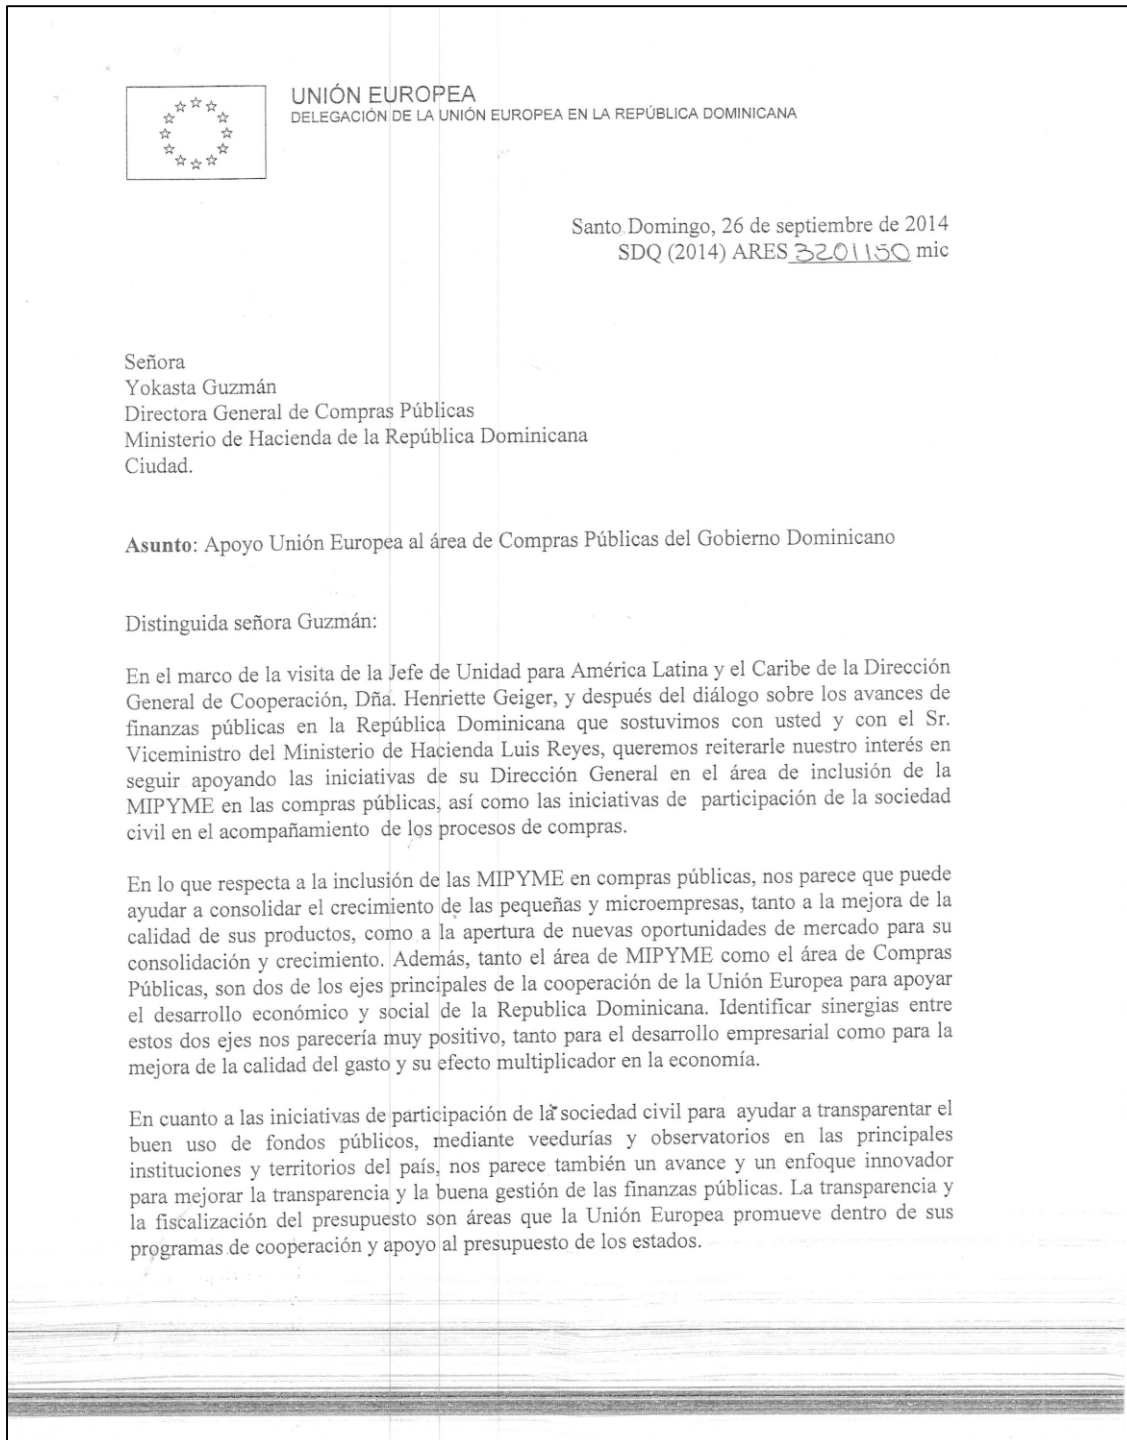 UNIÓN EUROPEA
DELEGACIÓN DE LA UNIÓN EUROPEA EN LA REPÚBLICA DOMINICANA
Santo Domingo, 26 de septiembre de 2014
SDQ (2014) ARES 3201150 mic
Señora
Yokasta Guzmán
Directora General de Compras Públicas
Ministerio de Hacienda de la República Dominicana
Ciudad.
Asunto: Apoyo Unión Europea al área de Compras Públicas del Gobierno Dominicano
Distinguida señora Guzmán:
En el marco de la visita de la Jefe de Unidad para América Latina y el Caribe de la Dirección
General de Cooperación, Dña. Henriette Geiger, y después del diálogo sobre los avances de
finanzas públicas en la República Dominicana que sostuvimos con usted y con el Sr.
Viceministro del Ministerio de Hacienda Luis Reyes, queremos reiterarle nuestro interés en
seguir apoyando las iniciativas de su Dirección General en el área de inclusión de la
MIPYME en las compras públicas, así como las iniciativas de participación de la sociedad
civil en el acompañamiento de los procesos de compras.
En lo que respecta a la inclusión de las MIPYME en compras públicas, nos parece que puede
ayudar a consolidar el crecimiento de las pequeñas y microempresas, tanto a la mejora de la
calidad de sus productos, como a la apertura de nuevas oportunidades de mercado para su
consolidación y crecimiento. Además, tanto el área de MIPYME como el área de Compras
Públicas, son dos de los ejes principales de la cooperación de la Unión Europea para apoyar
el desarrollo económico y social de la Republica Dominicana. Identificar sinergias entre
estos dos ejes nos parecería muy positivo, tanto para el desarrollo empresarial como para la
mejora de la calidad del gasto y su efecto multiplicador en la economía.
En cuanto a las iniciativas de participación de la sociedad civil para ayudar a transparentar el
buen uso de fondos públicos, mediante veedurías y observatorios en las principales
instituciones y territorios del país, nos parece también un avance y un enfoque innovador
para mejorar la transparencia y la buena gestión de las finanzas públicas. La transparencia y
la fiscalización del presupuesto son áreas que la Unión Europea promueve dentro de sus
programas de cooperación y apoyo al presupuesto de los estados.